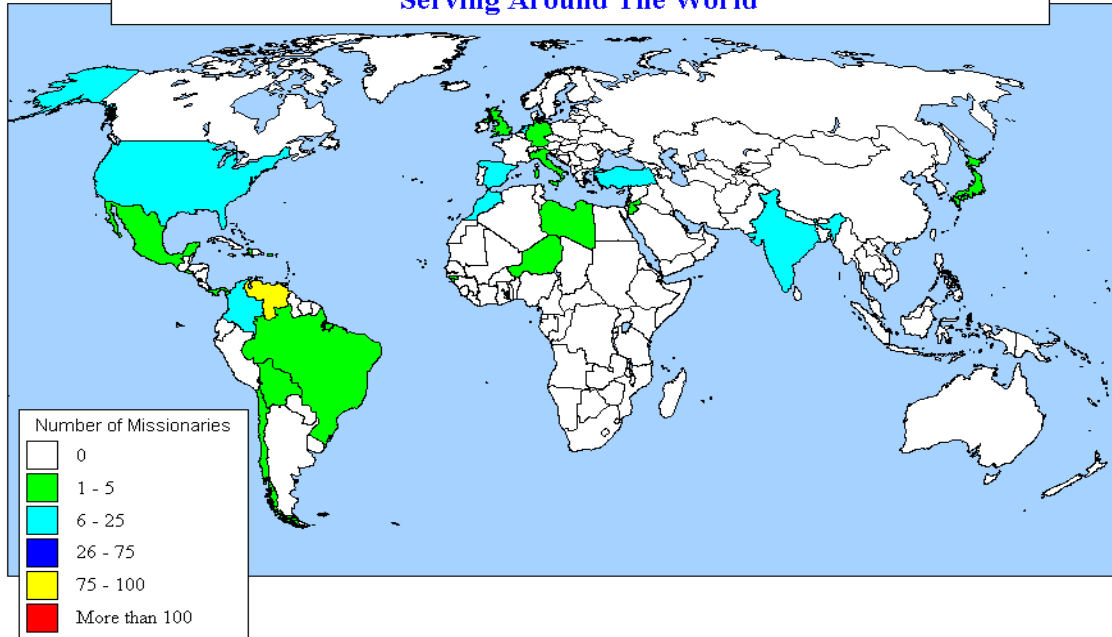 Serving Around The World
Number of Missionaries
0
1 - 5
6 - 25
26 - 75
75 - 100
More than 100